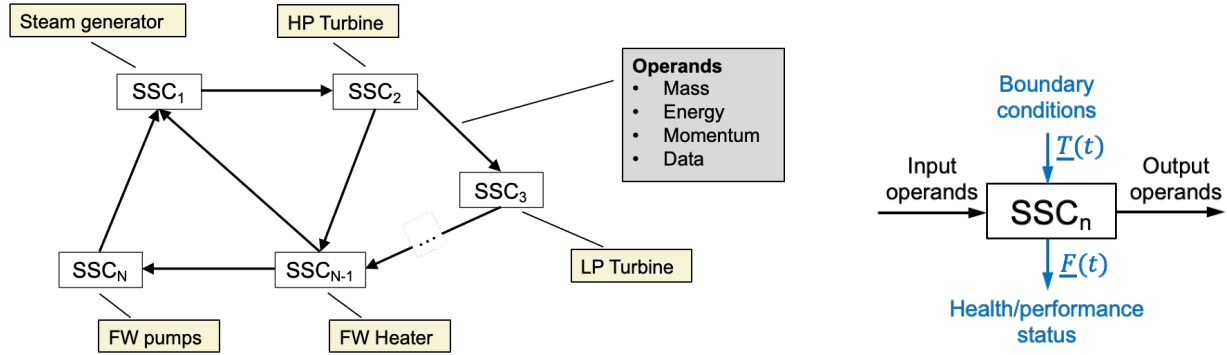 Steam generator
HP Turbine
SSC1
SSC2
Operands
• Mass
• Energy
• Momentum
• Data
SSC3
...
LP Turbine
SSCN
SSCN-1
FW pumps
FW Heater
Boundary
conditions
T(t)
Input
operands
SSCn
Output
operands
F(t)
Health/performance
status